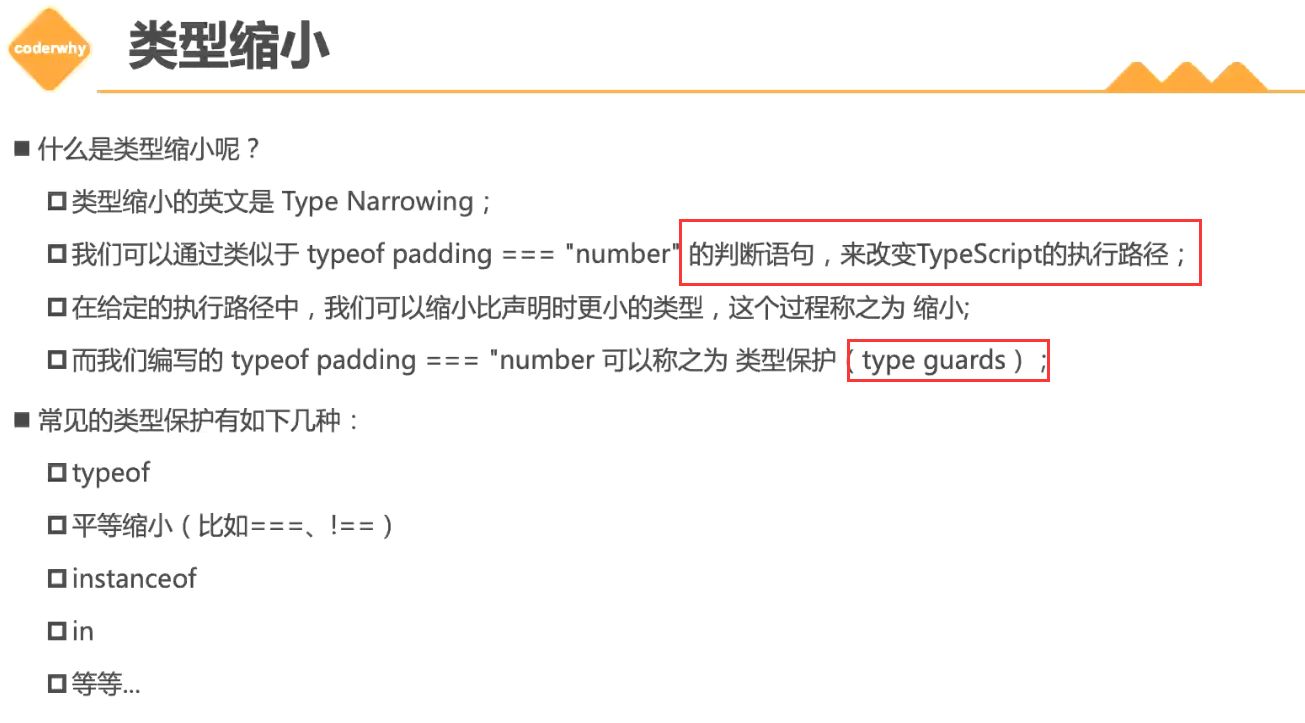 coderwhy
类型缩小
什么是类型缩小呢？
类型缩小的英文是 Type Narrowing；
我们可以通过类似于 typeof padding === "number" 的判断语句，来改变TypeScript的执行路径；
在给定的执行路径中，我们可以缩小比声明时更小的类型，这个过程称之为 缩小;
而我们编写的 typeof padding === "number 可以称之为 类型保护（type guards）;
常见的类型保护有如下几种：
typeof
平等缩小（比如===、!==）
instanceof
in
等等...